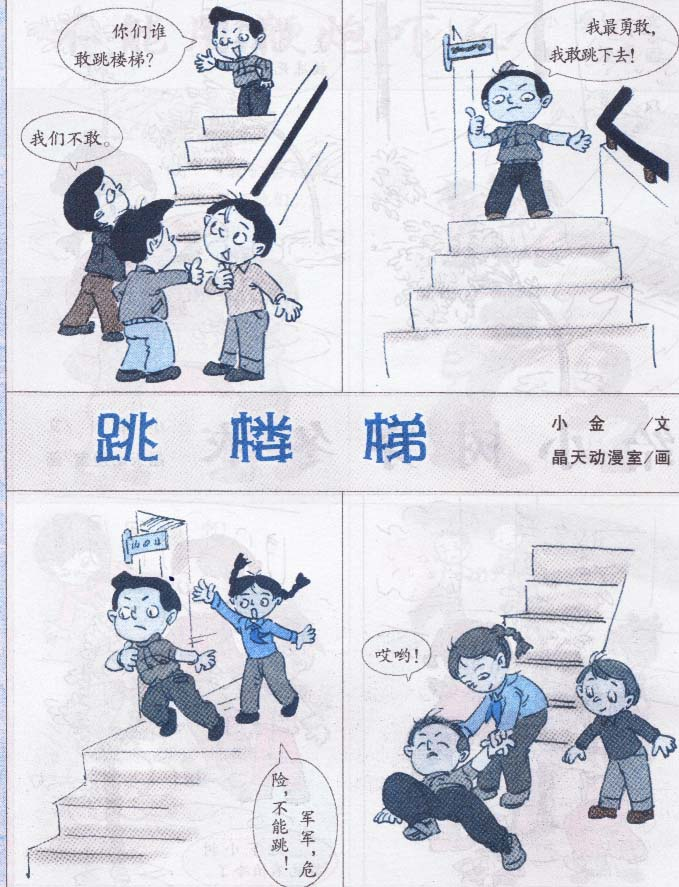 你们谁
敢跳楼梯？
我们不敢。
我最勇敢，
我敢跳下去！
跳楼梯
小金/文
晶天动漫室/画
军军，危
险，不能跳！
哎哟！